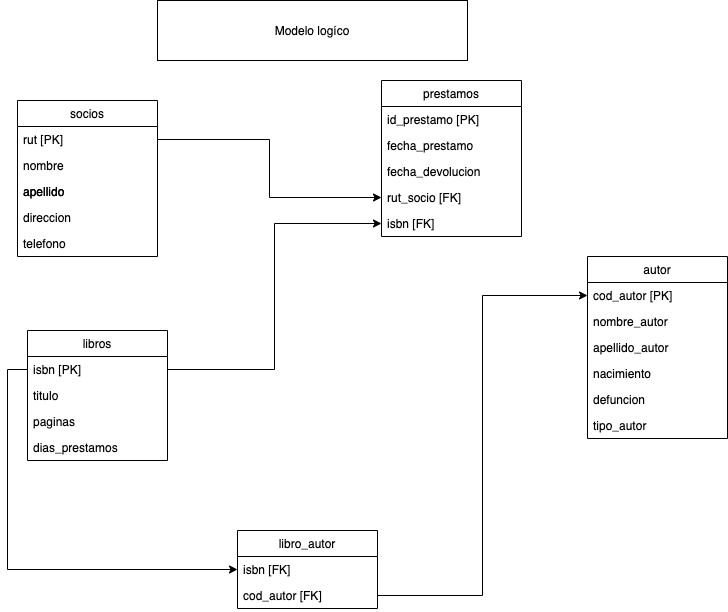 Modelo logíco
socios
rut [PK]
nombre
apellido
direccion
telefono
prestamos
id_prestamo [PK]
fecha_prestamo
fecha_devolucion
rut_socio [FK]
isbn [FK]
autor
cod_autor [PK]
nombre_autor
apellido_autor
nacimiento
defuncion
tipo_autor
libros
isbn [PK]
titulo
paginas
dias_prestamos
libro_autor
isbn [FK]
cod_autor [FK]